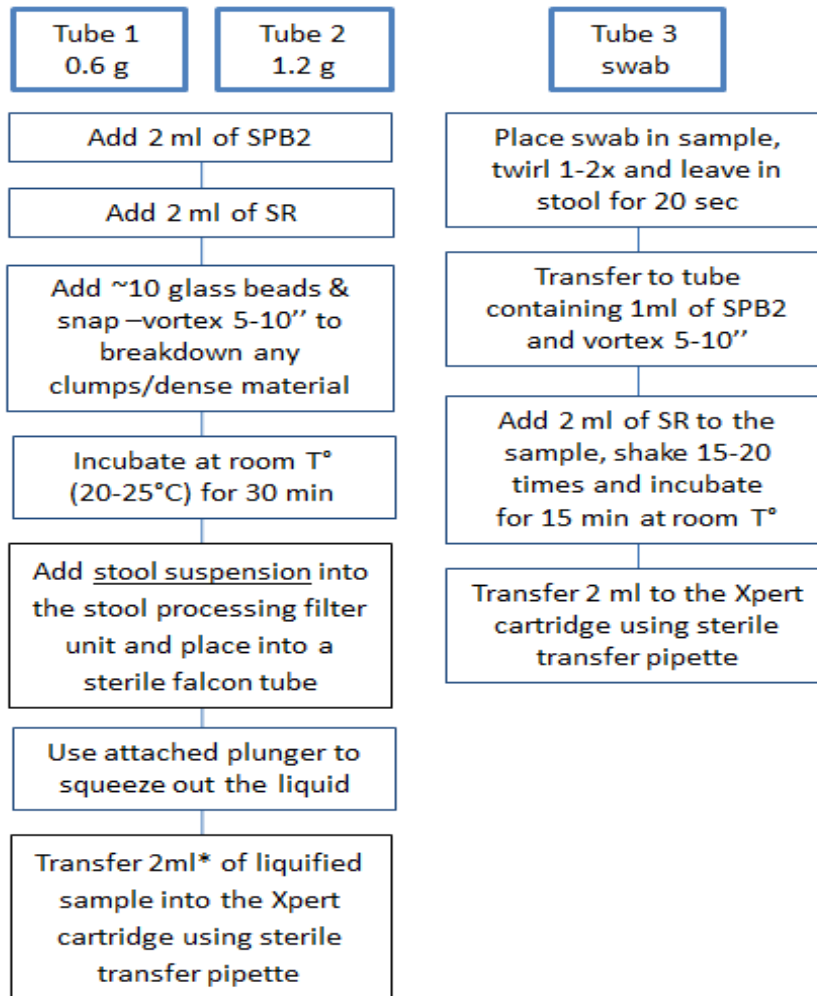 Tube 1
0.6 g
Tube 2
1.2 g
Tube 3
swab
Add 2 ml of SPB2
Add 2 ml of SR
Add ~10 glass beads &
snap –vortex 5-10’’ to
breakdown any
clumps/dense material
Incubate at room T°
(20-25°C) for 30 min
Add stool suspension into
the stool processing filter
unit and place into a
sterile falcon tube
Use attached plunger to
squeeze out the liquid
Transfer 2ml* of liquified
sample into the Xpert
cartridge using sterile
transfer pipette
Place swab in sample,
twirl 1-2x and leave in
stool for 20 sec
Transfer to tube
containing 1ml of SPB2
and vortex 5-10’’
Add 2 ml of SR to the
sample, shake 15-20
times and incubate
for 15 min at room T°
Transfer 2 ml to the Xpert
cartridge using sterile
transfer pipette